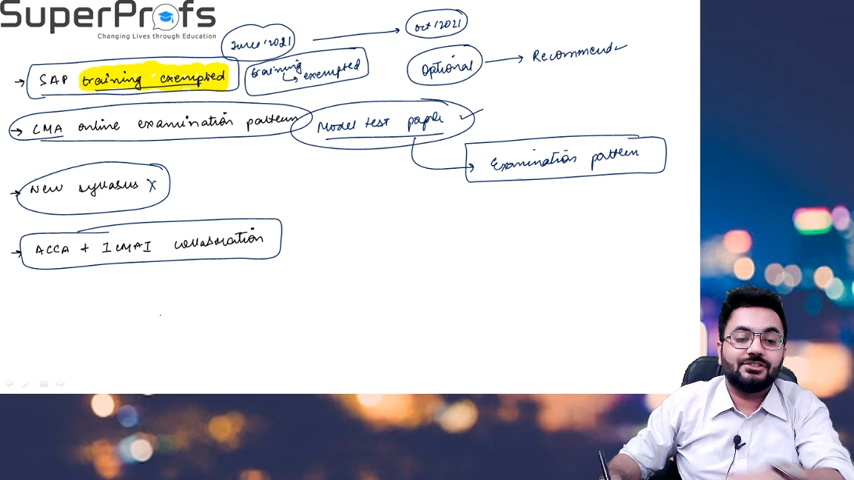 SuperProfs
Changing Lives through Education
June'2021 → Oct'2021
→ SAP training exempted
training
↳ exempted
Optional → Recommended
→ CMA online examination pattern
Model test paper ✓
Examination pattern
→ New syllabus X
→ ACCA + ICMAI collaboration